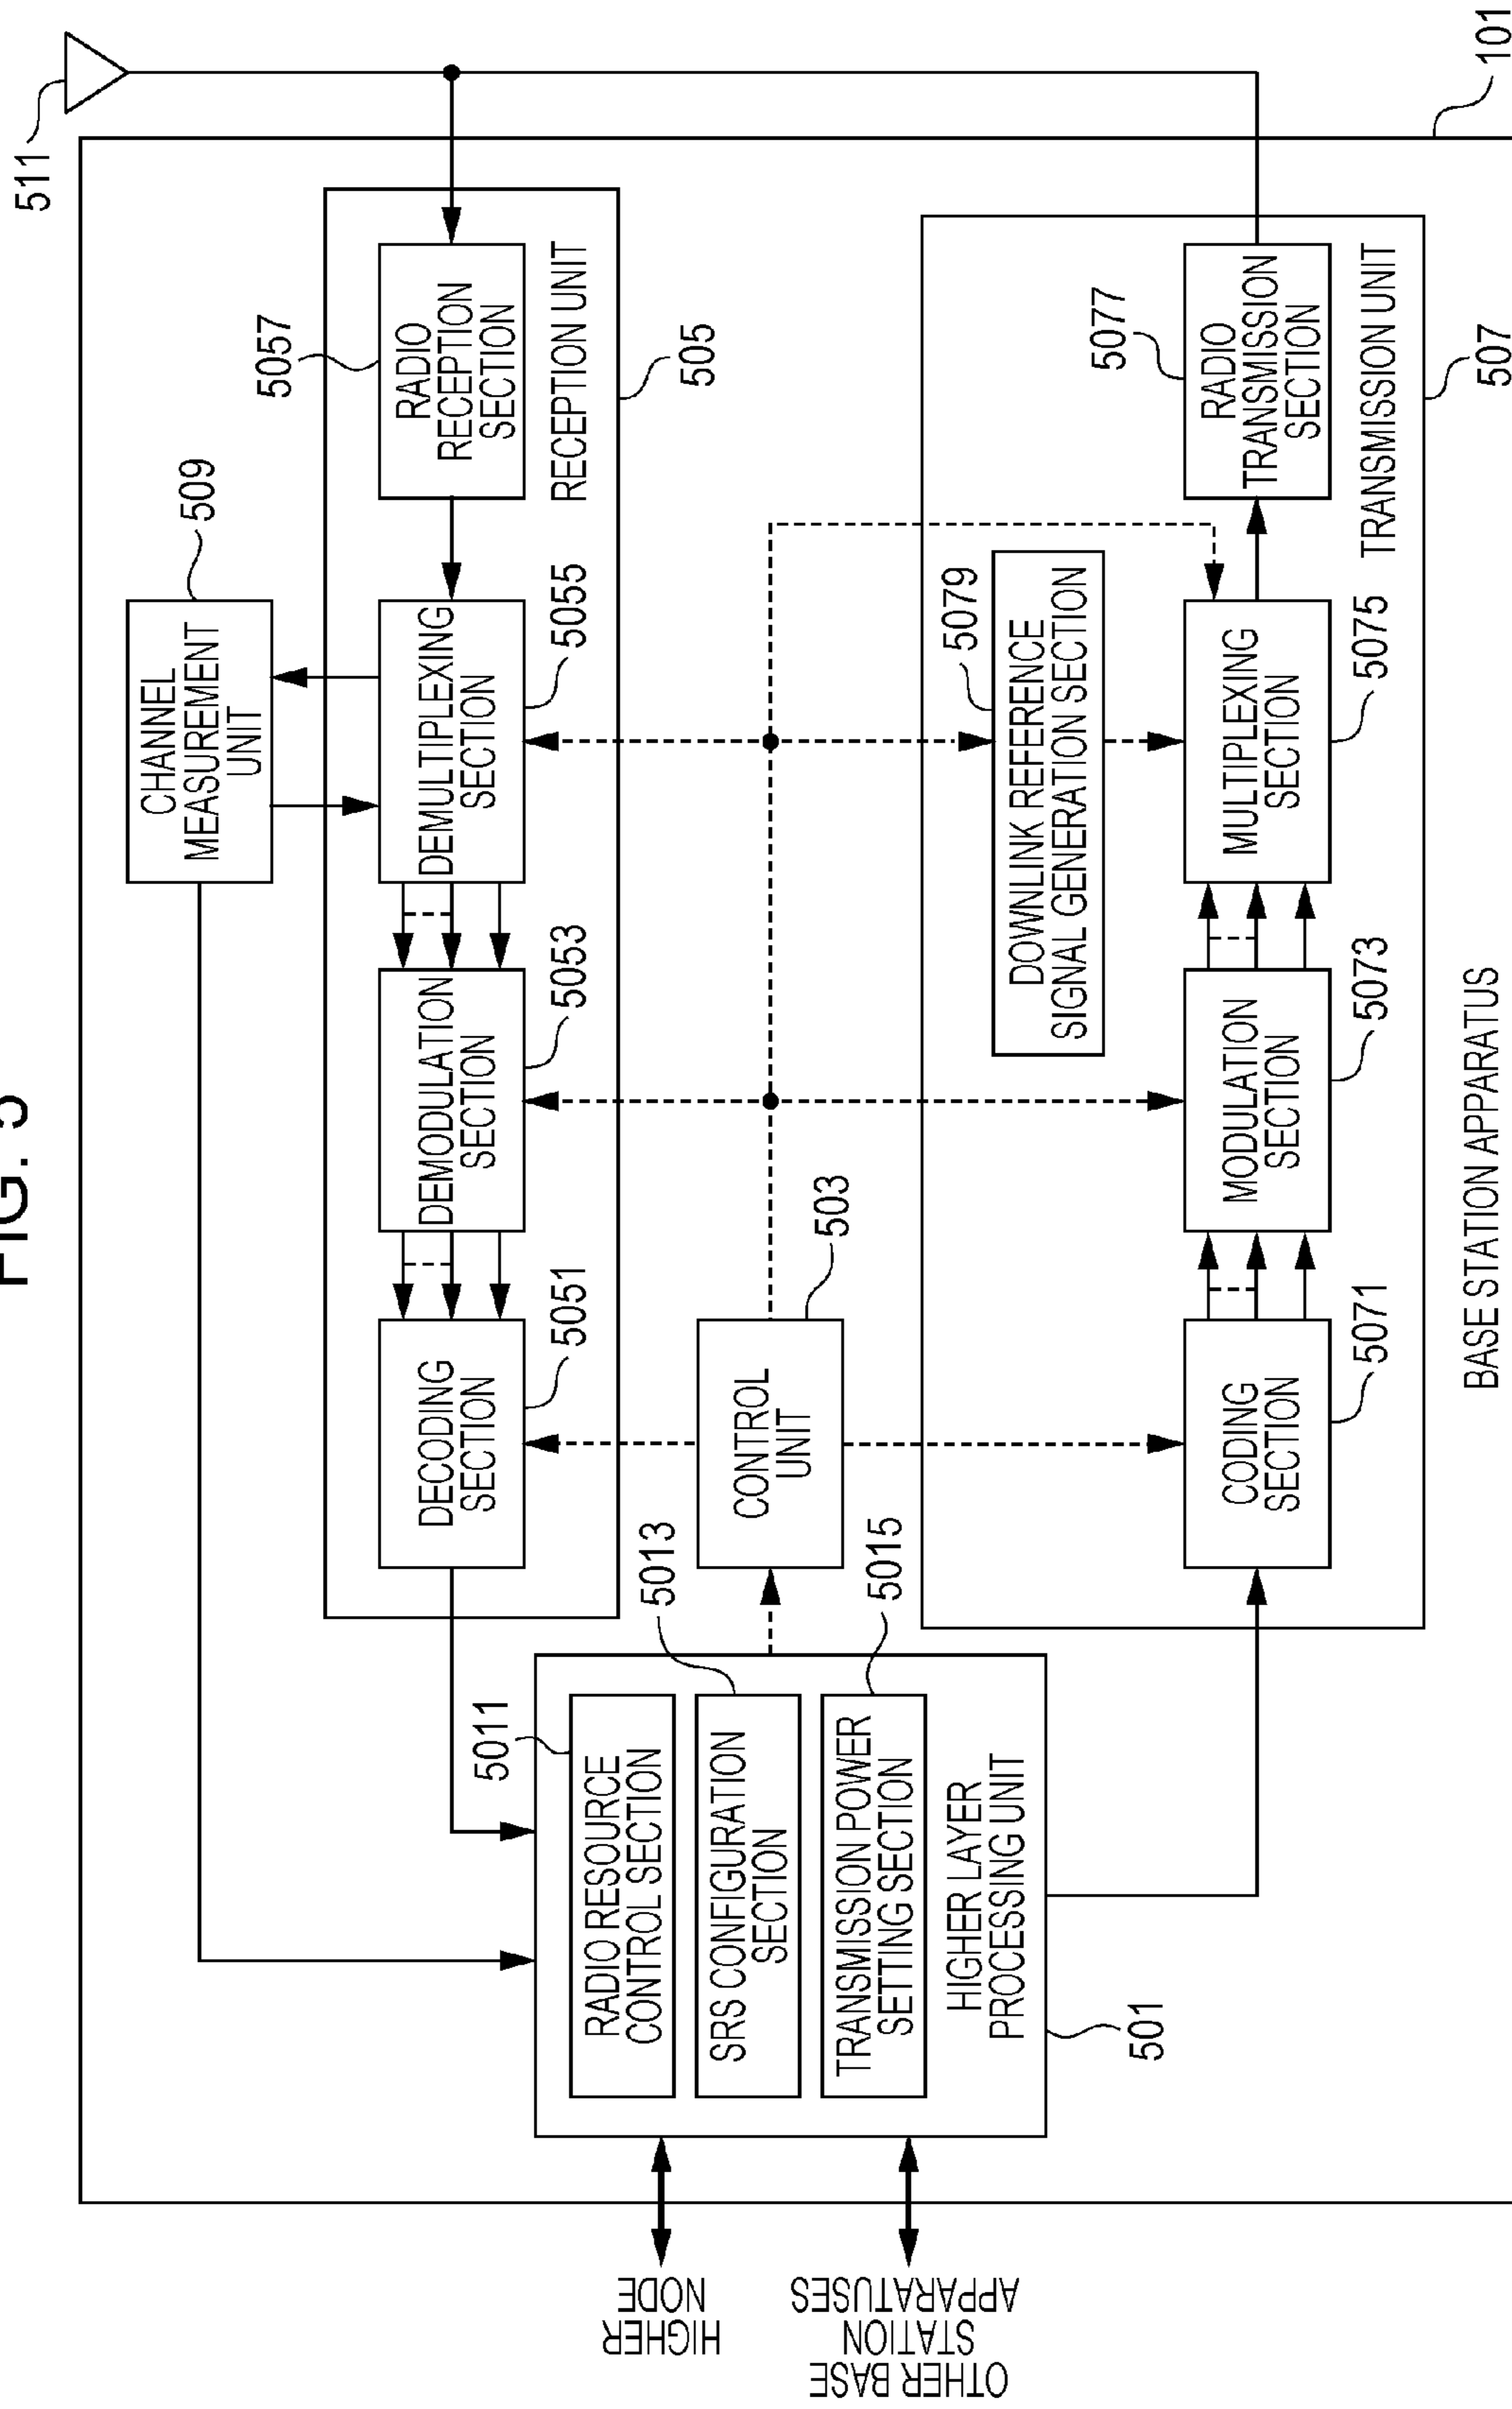 FIG. 5
511
101
CHANNEL
MEASUREMENT
UNIT
509
5057
RADIO
RECEPTION
SECTION
DEMULTIPLEXING
SECTION
5055
DEMODULATION
SECTION
5053
DECODING
SECTION
5051
RECEPTION UNIT
505
5011
RADIO RESOURCE
CONTROL SECTION
5013
SRS CONFIGURATION
SECTION
5015
TRANSMISSION POWER
SETTING SECTION
HIGHER LAYER
PROCESSING UNIT
501
HIGHER
NODE
OTHER BASE
STATION
APPARATUSES
CONTROL
UNIT
503
5079
DOWNLINK REFERENCE
SIGNAL GENERATION SECTION
CODING
SECTION
5071
MODULATION
SECTION
5073
MULTIPLEXING
SECTION
5075
5077
RADIO
TRANSMISSION
SECTION
TRANSMISSION UNIT
507
BASE STATION APPARATUS